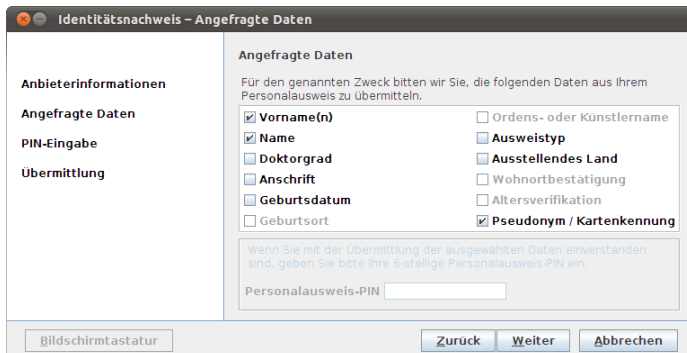 Identitätsnachweis – Angefragte Daten
Anbieterinformationen
Angefragte Daten
PIN-Eingabe
Übermittlung
Angefragte Daten
Für den genannten Zweck bitten wir Sie, die folgenden Daten aus Ihrem
Personalausweis zu übermitteln.
Vorname(n)
Name
Doktorgrad
Anschrift
Geburtsdatum
Geburtsort
Ordens- oder Künstlername
Ausweistyp
Ausstellendes Land
Wohnortbestätigung
Altersverifikation
Pseudonym / Kartenkennung
Wenn Sie mit der Übermittlung der ausgewählten Daten einverstanden
sind, geben Sie bitte Ihre 6-stellige Personalausweis-PIN ein.
Personalausweis-PIN
Bildschirmtastatur
Zurück
Weiter
Abbrechen